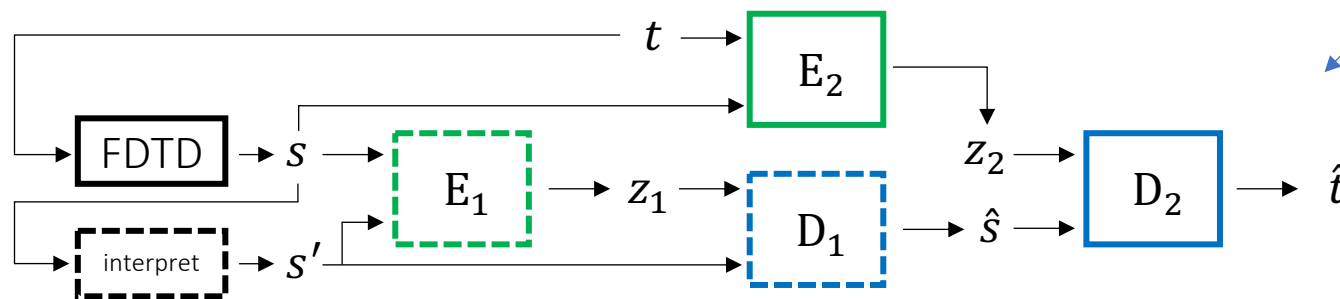 t
E₂
FDTD
s
E₁
z₁
z₂
D₂
t̂
D₁
ŝ
interpret
s′